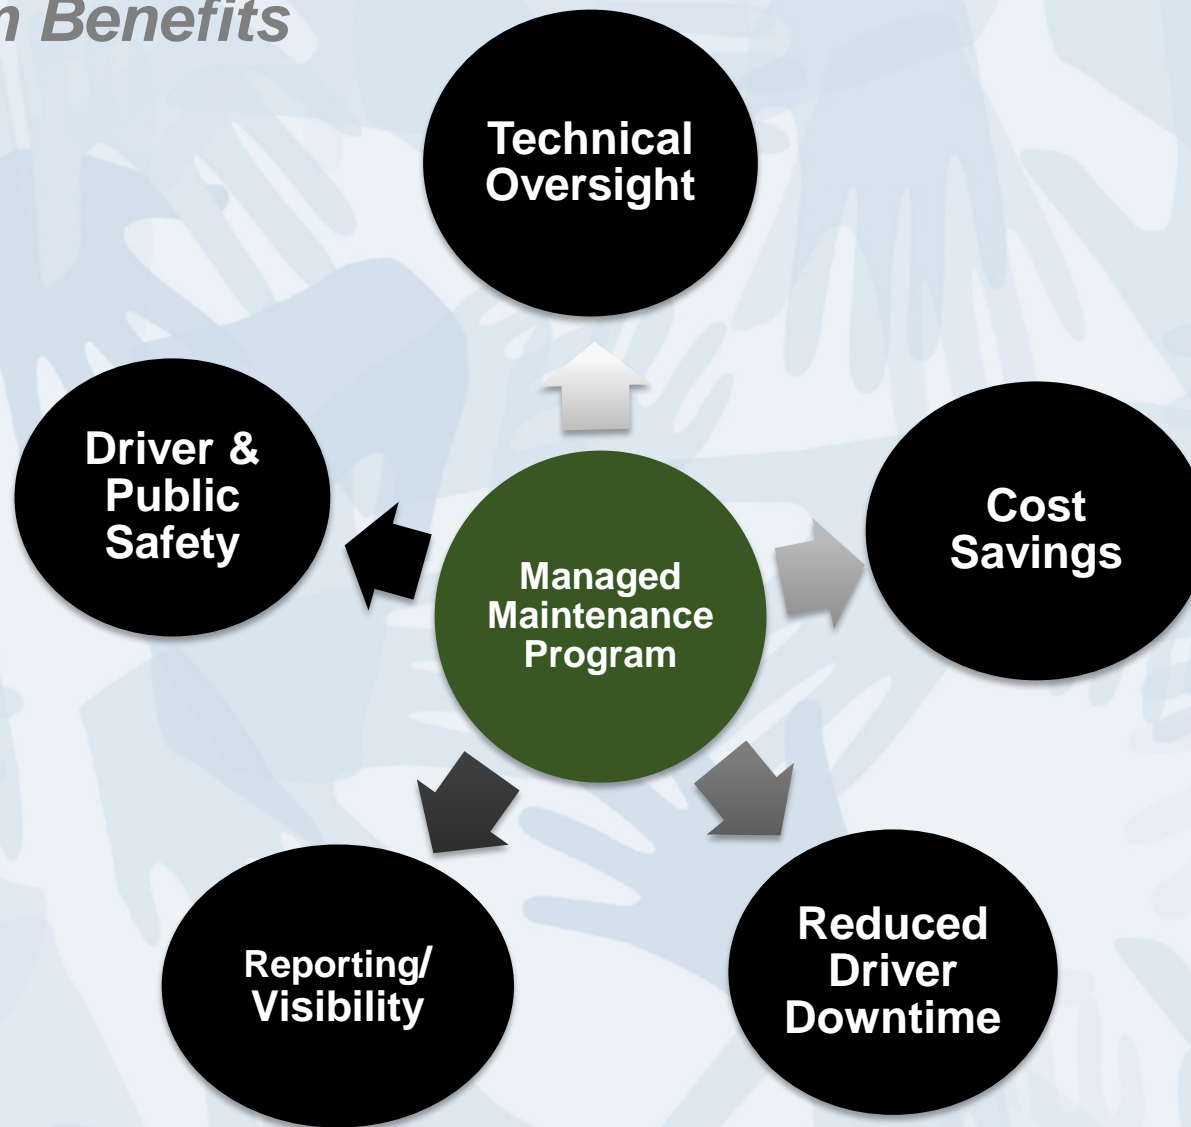 Benefits
Technical
Oversight
Driver &
Public
Safety
Cost
Savings
Managed
Maintenance
Program
Reporting/
Visibility
Reduced
Driver
Downtime